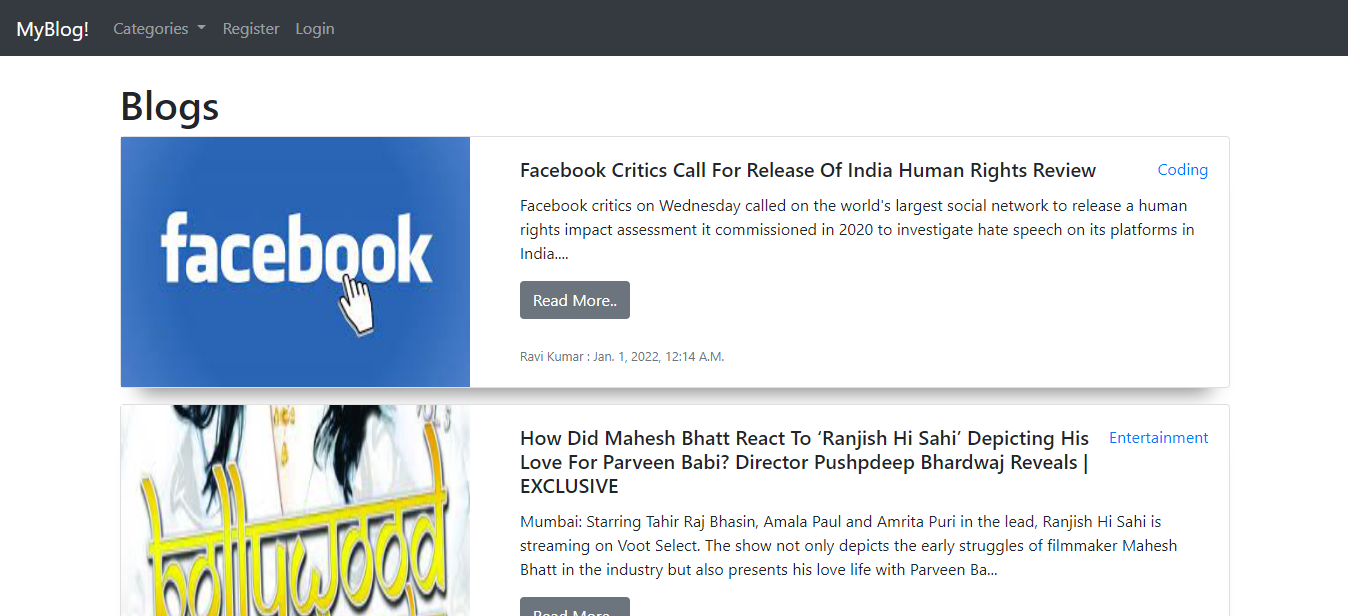 MyBlog! Categories Register Login
Blogs
facebook
Facebook Critics Call For Release Of India Human Rights Review
Coding
Facebook critics on Wednesday called on the world's largest social network to release a human
rights impact assessment it commissioned in 2020 to investigate hate speech on its platforms in
India....
Read More..
Ravi Kumar : Jan. 1, 2022, 12:14 A.M.
VOL 3
bollywood
How Did Mahesh Bhatt React To ‘Ranjish Hi Sahi’ Depicting His
Entertainment
Love For Parveen Babi? Director Pushpdeep Bhardwaj Reveals |
EXCLUSIVE
Mumbai: Starring Tahir Raj Bhasin, Amala Paul and Amrita Puri in the lead, Ranjish Hi Sahi is
streaming on Voot Select. The show not only depicts the early struggles of filmmaker Mahesh
Bhatt in the industry but also presents his love life with Parveen Ba...
Read More..